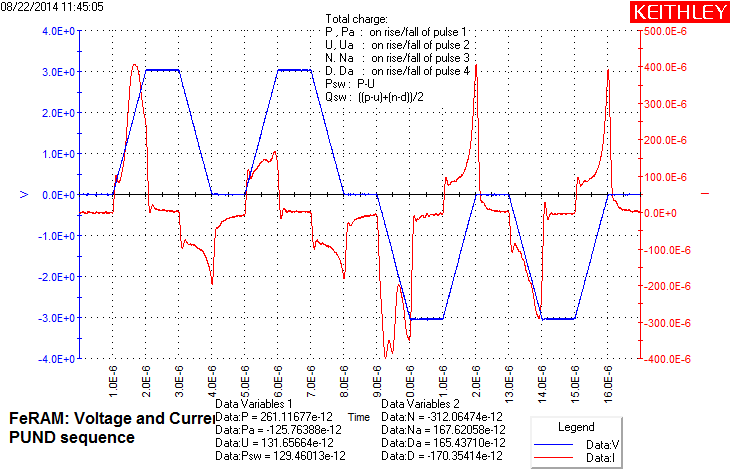 08/22/2014 11:45:05
KEITHLEY
Total charge:
P , Pa : on rise/fall of pulse 1
U, Ua : on rise/fall of pulse 2
N. Na : on rise/fall of pulse 3
D. Da : on rise/fall of pulse 4
Psw : P-U
Qsw : ((p-u)+(n-d))/2
4.0E+0
3.0E+0
2.0E+0
1.0E+0
0.0E+0
-1.0E+0
-2.0E+0
-3.0E+0
-4.0E+0
V
500.0E-6
400.0E-6
300.0E-6
200.0E-6
100.0E-6
0.0E+0
-100.0E-6
-200.0E-6
-300.0E-6
-400.0E-6
I
1.0E-6
2.0E-6
3.0E-6
4.0E-6
5.0E-6
6.0E-6
7.0E-6
8.0E-6
9.0E-6
0.0E-6
11.0E-6
2.0E-6
13.0E-6
14.0E-6
15.0E-6
16.0E-6
Time
FeRAM: Voltage and Curre
PUND sequence
Data Variables 1
Data:P = 261.11677e-12
Data:Pa = -125.76388e-12
Data:U = 131.65664e-12
Data:Psw = 129.46013e-12
Data Variables 2
Data:N = -312.06474e-12
Data:Na = 167.62058e-12
Data:Da = 165.43710e-12
Data:D = -170.35414e-12
Legend
Data:V
Data:I